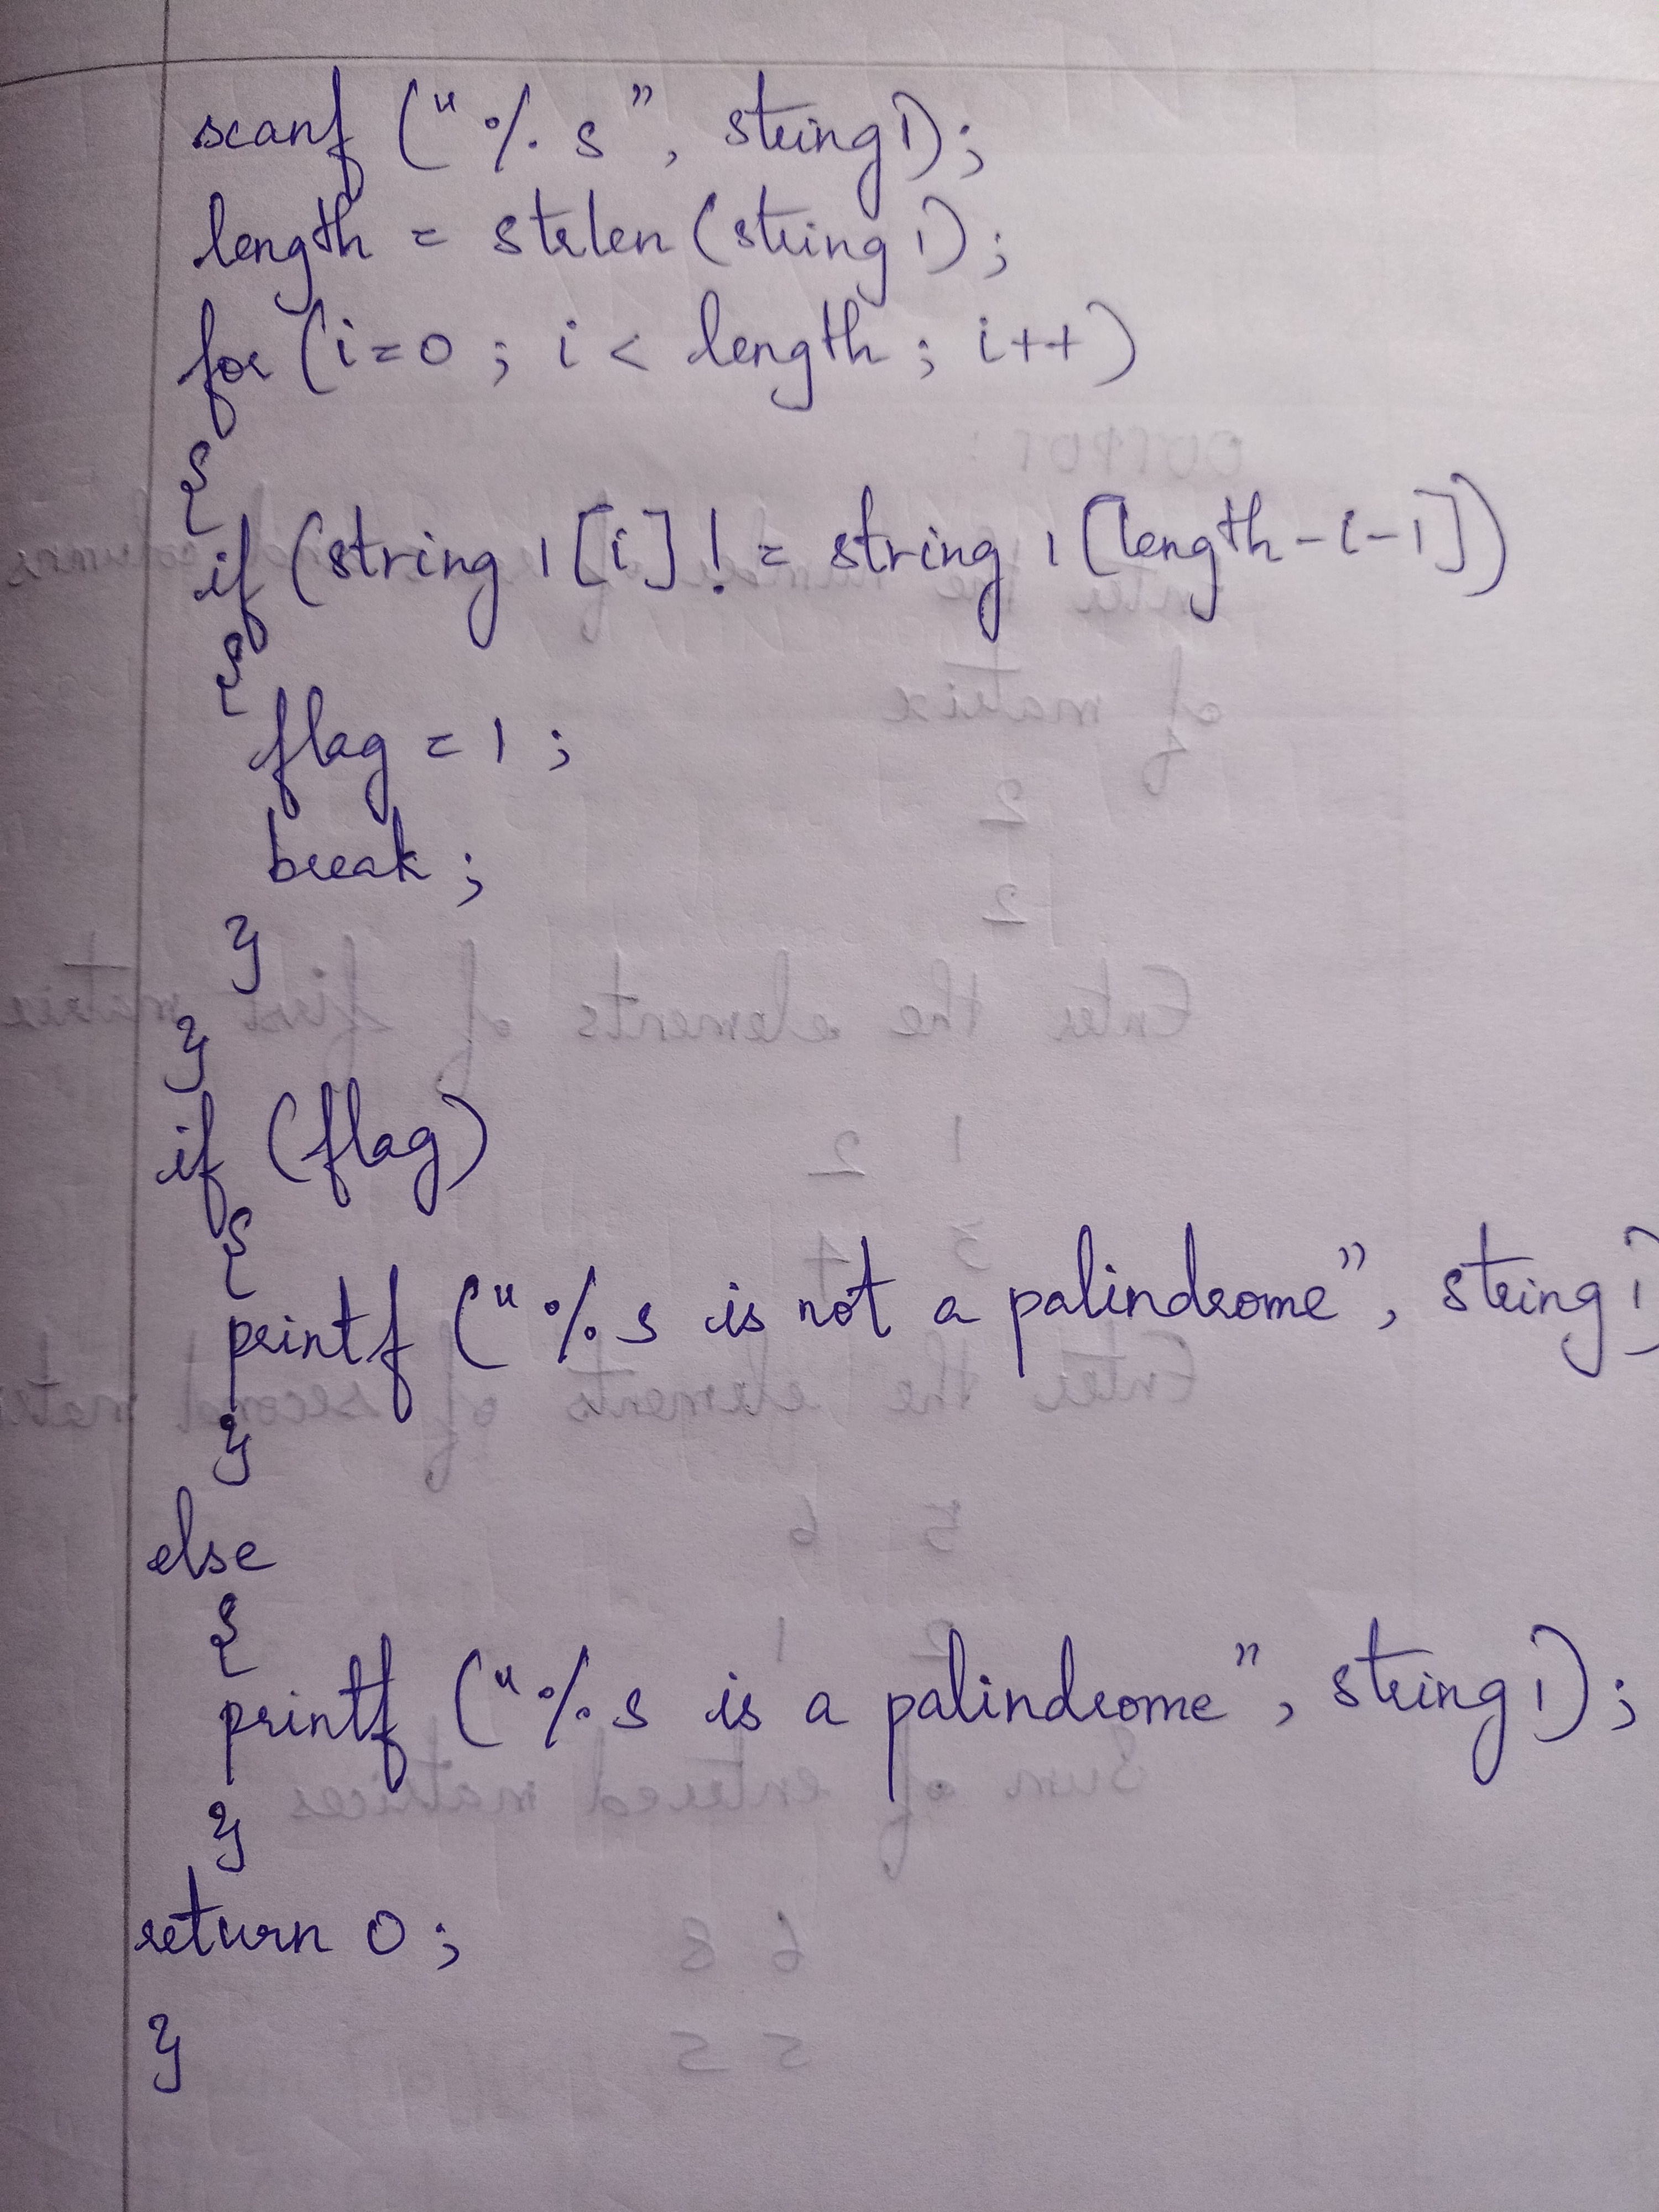 scanf ("%s", string1);
length = strlen(string1);
for (i=0; i < length; i++)
{
if (string1[i] != string1[length-i-1])
{
flag = 1;
break;
}
}
if (flag)
{
printf ("%s is not a palindrome", string1)
}
else
{
printf ("%s is a palindrome", string1);
}
return 0;
}